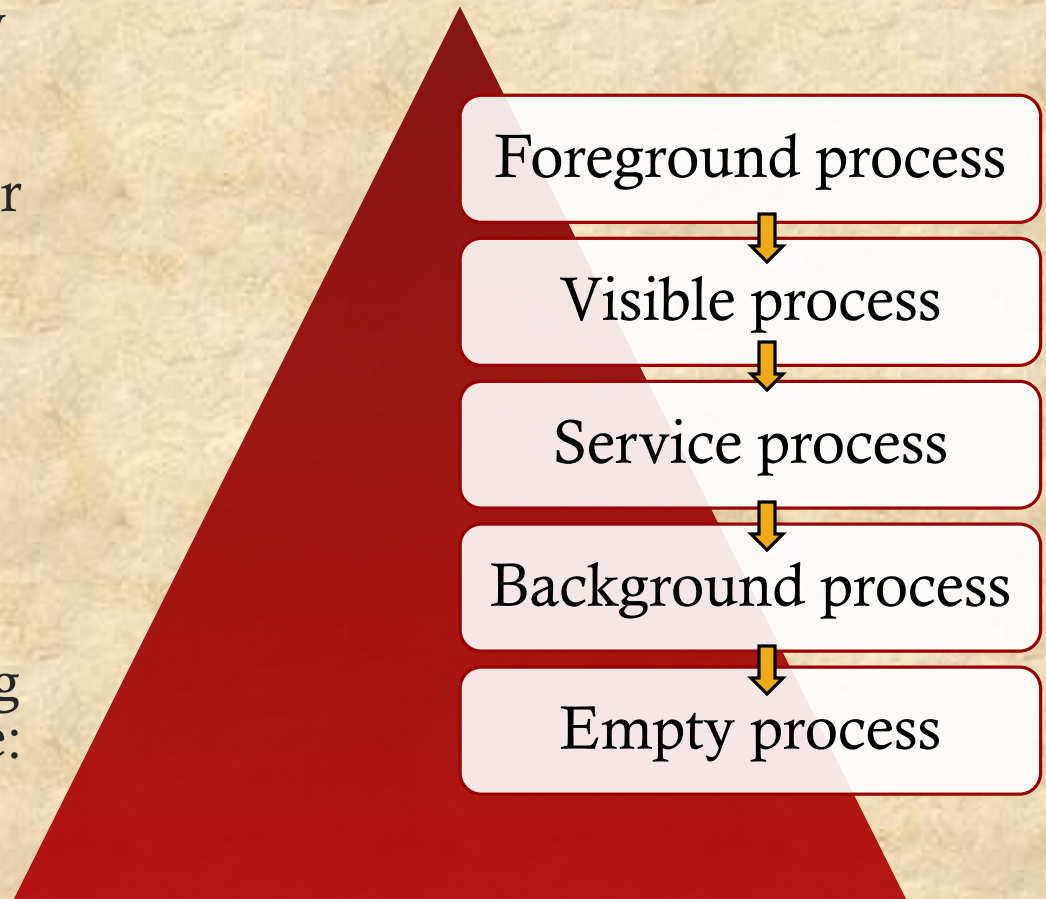 Foreground process
Visible process
Service process
Background process
Empty process